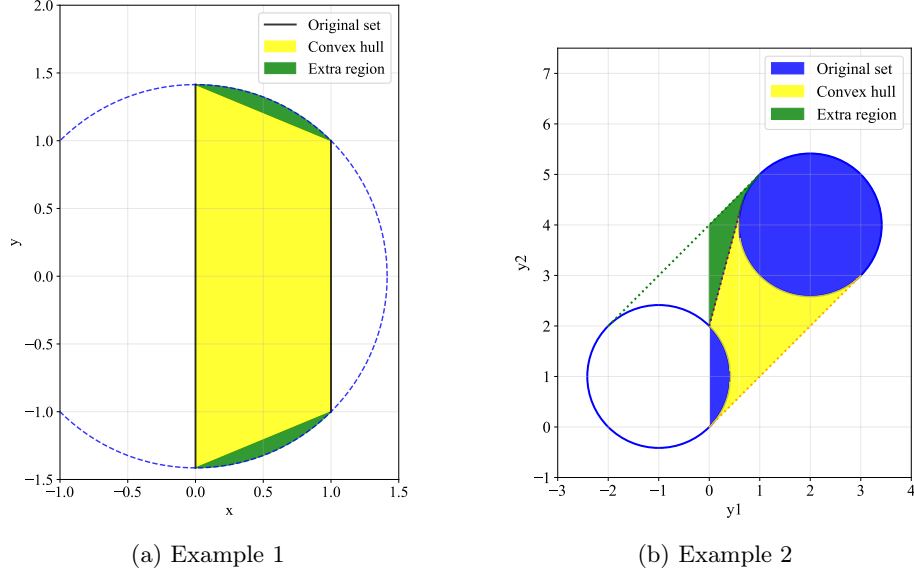 2.0
1.5
1.0
0.5
0.0
−0.5
−1.0
−1.5
y
−1.0 −0.5 0.0 0.5 1.0 1.5
x
Original set
Convex hull
Extra region
(a) Example 1
7
6
5
4
3
2
1
0
−1
y2
−3 −2 −1 0 1 2 3 4
y1
Original set
Convex hull
Extra region
(b) Example 2